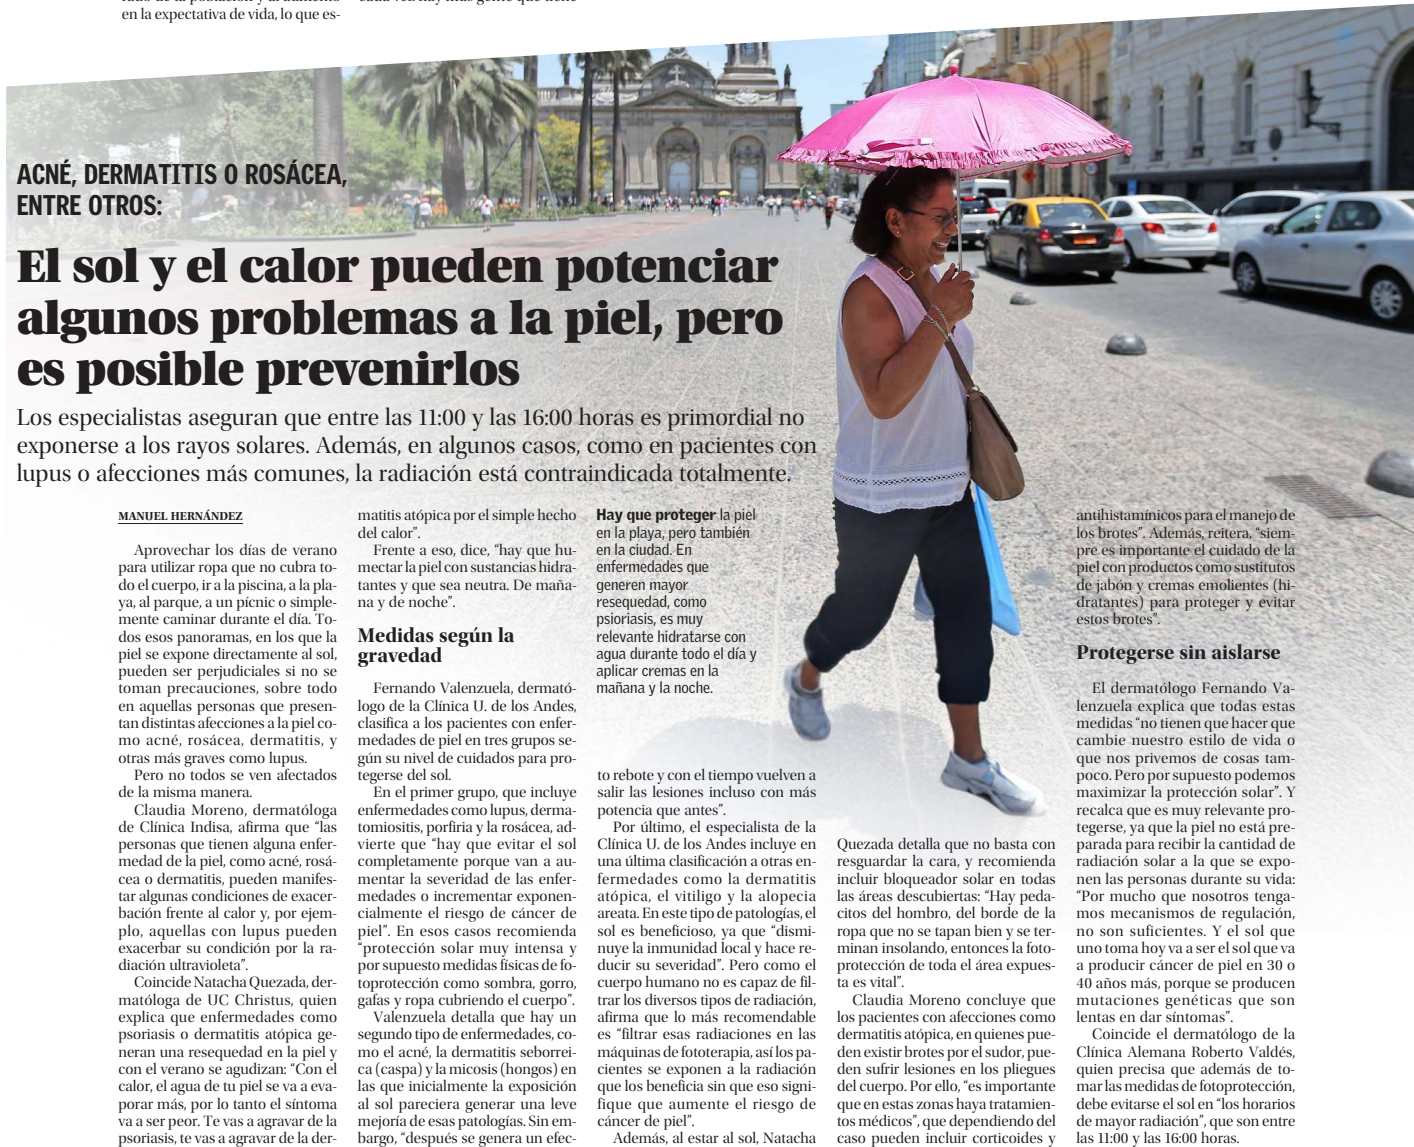 en la expectativa de vida, lo que es-
ACNÉ, DERMATITIS O ROSÁCEA,
ENTRE OTROS:
El sol y el calor pueden potenciar
algunos problemas a la piel, pero
es posible prevenirlos
Los especialistas aseguran que entre las 11:00 y las 16:00 horas es primordial no
exponerse a los rayos solares. Además, en algunos casos, como en pacientes con
lupus o afecciones más comunes, la radiación está contraindicada totalmente.
MANUEL HERNÁNDEZ
Aprovechar los días de verano
para utilizar ropa que no cubra to-
do el cuerpo, ir a la piscina, a la pla-
ya, al parque, a un pícnic o simple-
mente caminar durante el día. To-
dos esos panoramas, en los que la
piel se expone directamente al sol,
pueden ser perjudiciales si no se
toman precauciones, sobre todo
en aquellas personas que presen-
tan distintas afecciones a la piel co-
mo acné, rosácea, dermatitis, y
otras más graves como lupus.
Pero no todos se ven afectados
de la misma manera.
Claudia Moreno, dermatóloga
de Clínica Indisa, afirma que “las
personas que tienen alguna enfer-
medad de la piel, como acné, rosá-
cea o dermatitis, pueden manifes-
tar algunas condiciones de exacer-
bación frente al calor y, por ejem-
plo, aquellas con lupus pueden
exacerbar su condición por la ra-
diación ultravioleta”.
Coincide Natacha Quezada, der-
matóloga de UC Christus, quien
explica que enfermedades como
psoriasis o dermatitis atópica ge-
neran una resequedad en la piel y
con el verano se agudizan: “Con el
calor, el agua de tu piel se va a eva-
porar más, por lo tanto el síntoma
va a ser peor. Te vas a agravar de la
psoriasis, te vas a agravar de la der-
matitis atópica por el simple hecho
del calor”.
Frente a eso, dice, “hay que hu-
mectar la piel con sustancias hidra-
tantes y que sea neutra. De maña-
na y de noche”.
Medidas según la
gravedad
Fernando Valenzuela, dermató-
logo de la Clínica U. de los Andes,
clasifica a los pacientes con enfer-
medades de piel en tres grupos se-
gún su nivel de cuidados para pro-
tegerse del sol.
En el primer grupo, que incluye
enfermedades como lupus, derma-
tomiositis, porfiria y la rosácea, ad-
vierte que “hay que evitar el sol
completamente porque van a au-
mentar la severidad de las enfer-
medades o incrementar exponen-
cialmente el riesgo de cáncer de
piel”. En esos casos recomienda
“protección solar muy intensa y
por supuesto medidas físicas de fo-
toprotección como sombra, gorro,
gafas y ropa cubriendo el cuerpo”.
Valenzuela detalla que hay un
segundo tipo de enfermedades, co-
mo el acné, la dermatitis seborrei-
ca (caspa) y la micosis (hongos) en
las que inicialmente la exposición
al sol pareciera generar una leve
mejoría de esas patologías. Sin em-
bargo, “después se genera un efec-
Hay que proteger la piel
en la playa, pero también
en la ciudad. En
enfermedades que
generen mayor
resequedad, como
psioriasis, es muy
relevante hidratarse con
agua durante todo el día y
aplicar cremas en la
mañana y la noche.
to rebote y con el tiempo vuelven a
salir las lesiones incluso con más
potencia que antes”.
Por último, el especialista de la
Clínica U. de los Andes incluye en
una última clasificación a otras en-
fermedades como la dermatitis
atópica, el vitiligo y la alopecia
areata. En este tipo de patologías, el
sol es beneficioso, ya que “dismi-
nuye la inmunidad local y hace re-
ducir su severidad”. Pero como el
cuerpo humano no es capaz de fil-
trar los diversos tipos de radiación,
afirma que lo más recomendable
es “filtrar esas radiaciones en las
máquinas de fototerapia, así los pa-
cientes se exponen a la radiación
que los beneficia sin que eso signi-
fique que aumente el riesgo de
cáncer de piel”.
Además, al estar al sol, Natacha
Quezada detalla que no basta con
resguardar la cara, y recomienda
incluir bloqueador solar en todas
las áreas descubiertas: “Hay peda-
citos del hombro, del borde de la
ropa que no se tapan bien y se ter-
minan insolando, entonces la foto-
protección de toda el área expues-
ta es vital”.
Claudia Moreno concluye que
los pacientes con afecciones como
dermatitis atópica, en quienes pue-
den existir brotes por el sudor, pue-
den sufrir lesiones en los pliegues
del cuerpo. Por ello, “es importante
que en estas zonas haya tratamien-
tos médicos”, que dependiendo del
caso pueden incluir corticoides y
antihistamínicos para el manejo de
los brotes”. Además, reitera, “siem-
pre es importante el cuidado de la
piel con productos como sustitutos
de jabón y cremas emolientes (hi-
dratantes) para proteger y evitar
estos brotes”.
Protegerse sin aislarse
El dermatólogo Fernando Va-
lenzuela explica que todas estas
medidas “no tienen que hacer que
cambie nuestro estilo de vida o
que nos privemos de cosas tam-
poco. Pero por supuesto podemos
maximizar la protección solar”. Y
recalca que es muy relevante pro-
tegerse, ya que la piel no está pre-
parada para recibir la cantidad de
radiación solar a la que se expo-
nen las personas durante su vida:
“Por mucho que nosotros tenga-
mos mecanismos de regulación,
no son suficientes. Y el sol que
uno toma hoy va a ser el sol que va
a producir cáncer de piel en 30 o
40 años más, porque se producen
mutaciones genéticas que son
lentas en dar síntomas”.
Coincide el dermatólogo de la
Clínica Alemana Roberto Valdés,
quien precisa que además de to-
mar las medidas de fotoprotección,
debe evitarse el sol en “los horarios
de mayor radiación”, que son entre
las 11:00 y las 16:00 horas.